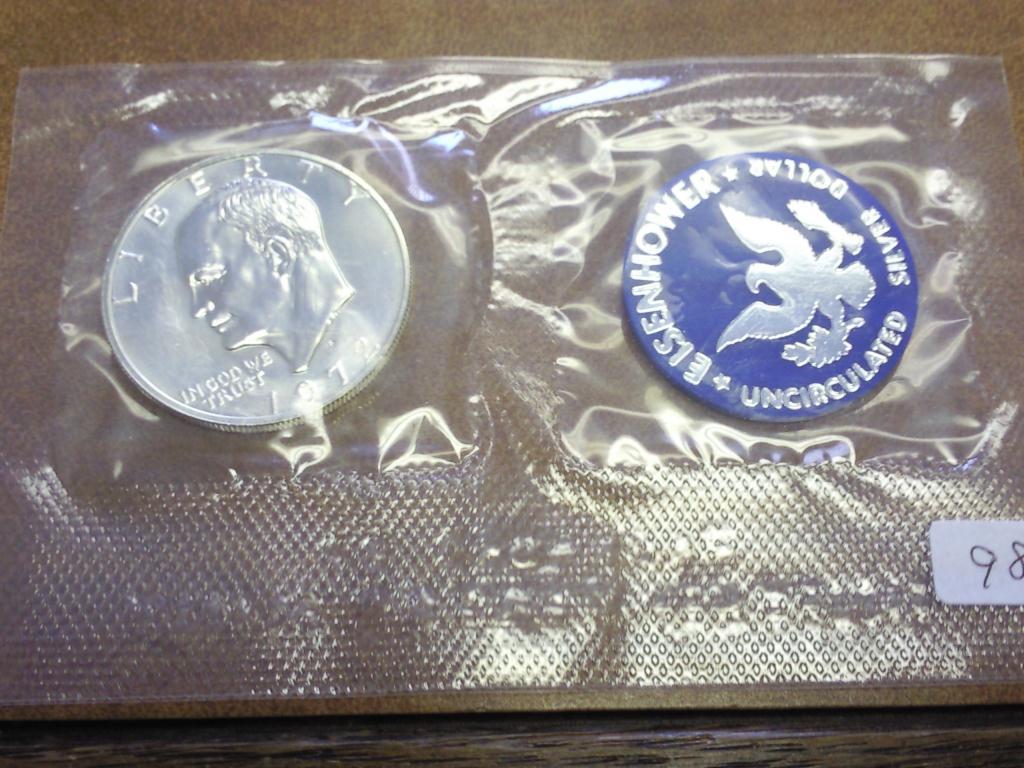 LIBERTY
IN GOD WE
TRUST
1972
EISENHOWER ★ DOLLAR
SILVER
UNCIRCULATED ★
98